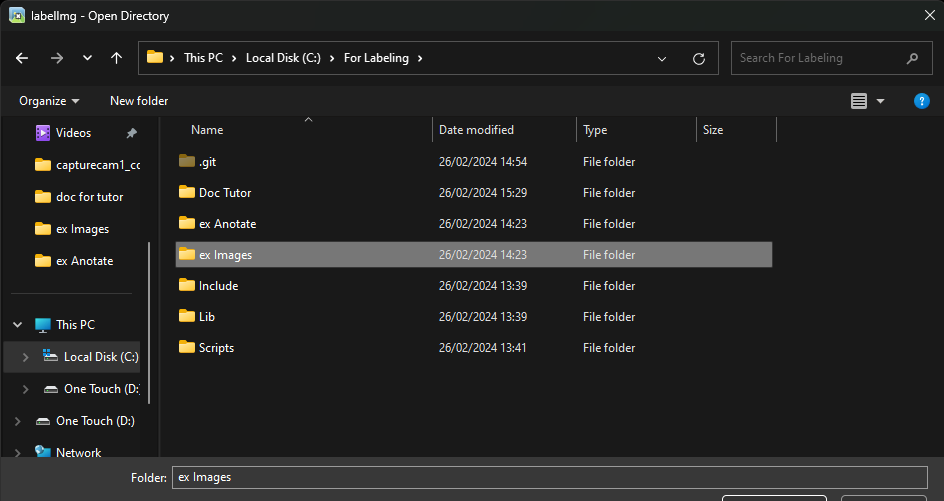 labelImg - Open Directory
This PC > Local Disk (C:) > For Labeling >
Search For Labeling
Organize New folder
Name Date modified Type Size
Videos
capturecam1_cc
doc for tutor
ex Images
ex Anotate
This PC
Local Disk (C:)
One Touch (D:
One Touch (D:)
Network
.git 26/02/2024 14:54 File folder
Doc Tutor 26/02/2024 15:29 File folder
ex Anotate 26/02/2024 14:23 File folder
ex Images 26/02/2024 14:23 File folder
Include 26/02/2024 13:39 File folder
Lib 26/02/2024 13:39 File folder
Scripts 26/02/2024 13:41 File folder
Folder: ex Images